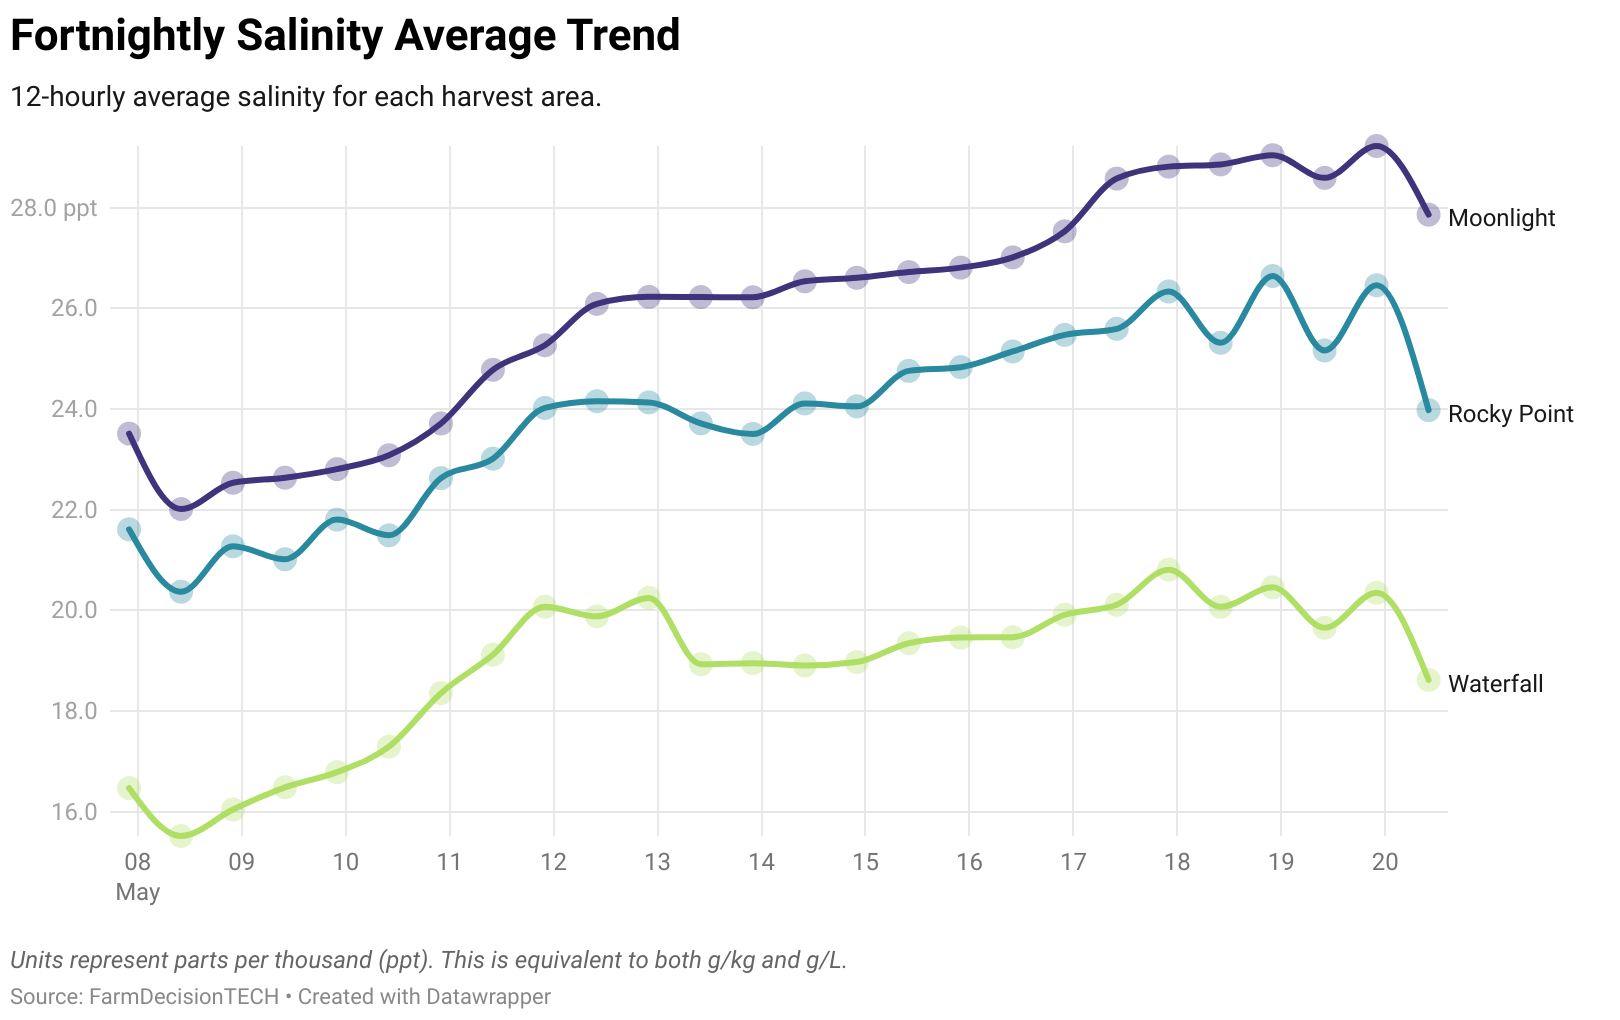 Fortnightly Salinity Average Trend
12-hourly average salinity for each harvest area.
28.0 ppt
26.0
24.0
22.0
20.0
18.0
16.0
Moonlight
Rocky Point
Waterfall
08 09 10 11 12 13 14 15 16 17 18 19 20
May
Units represent parts per thousand (ppt). This is equivalent to both g/kg and g/L.
Source: FarmDecisionTECH • Created with Datawrapper